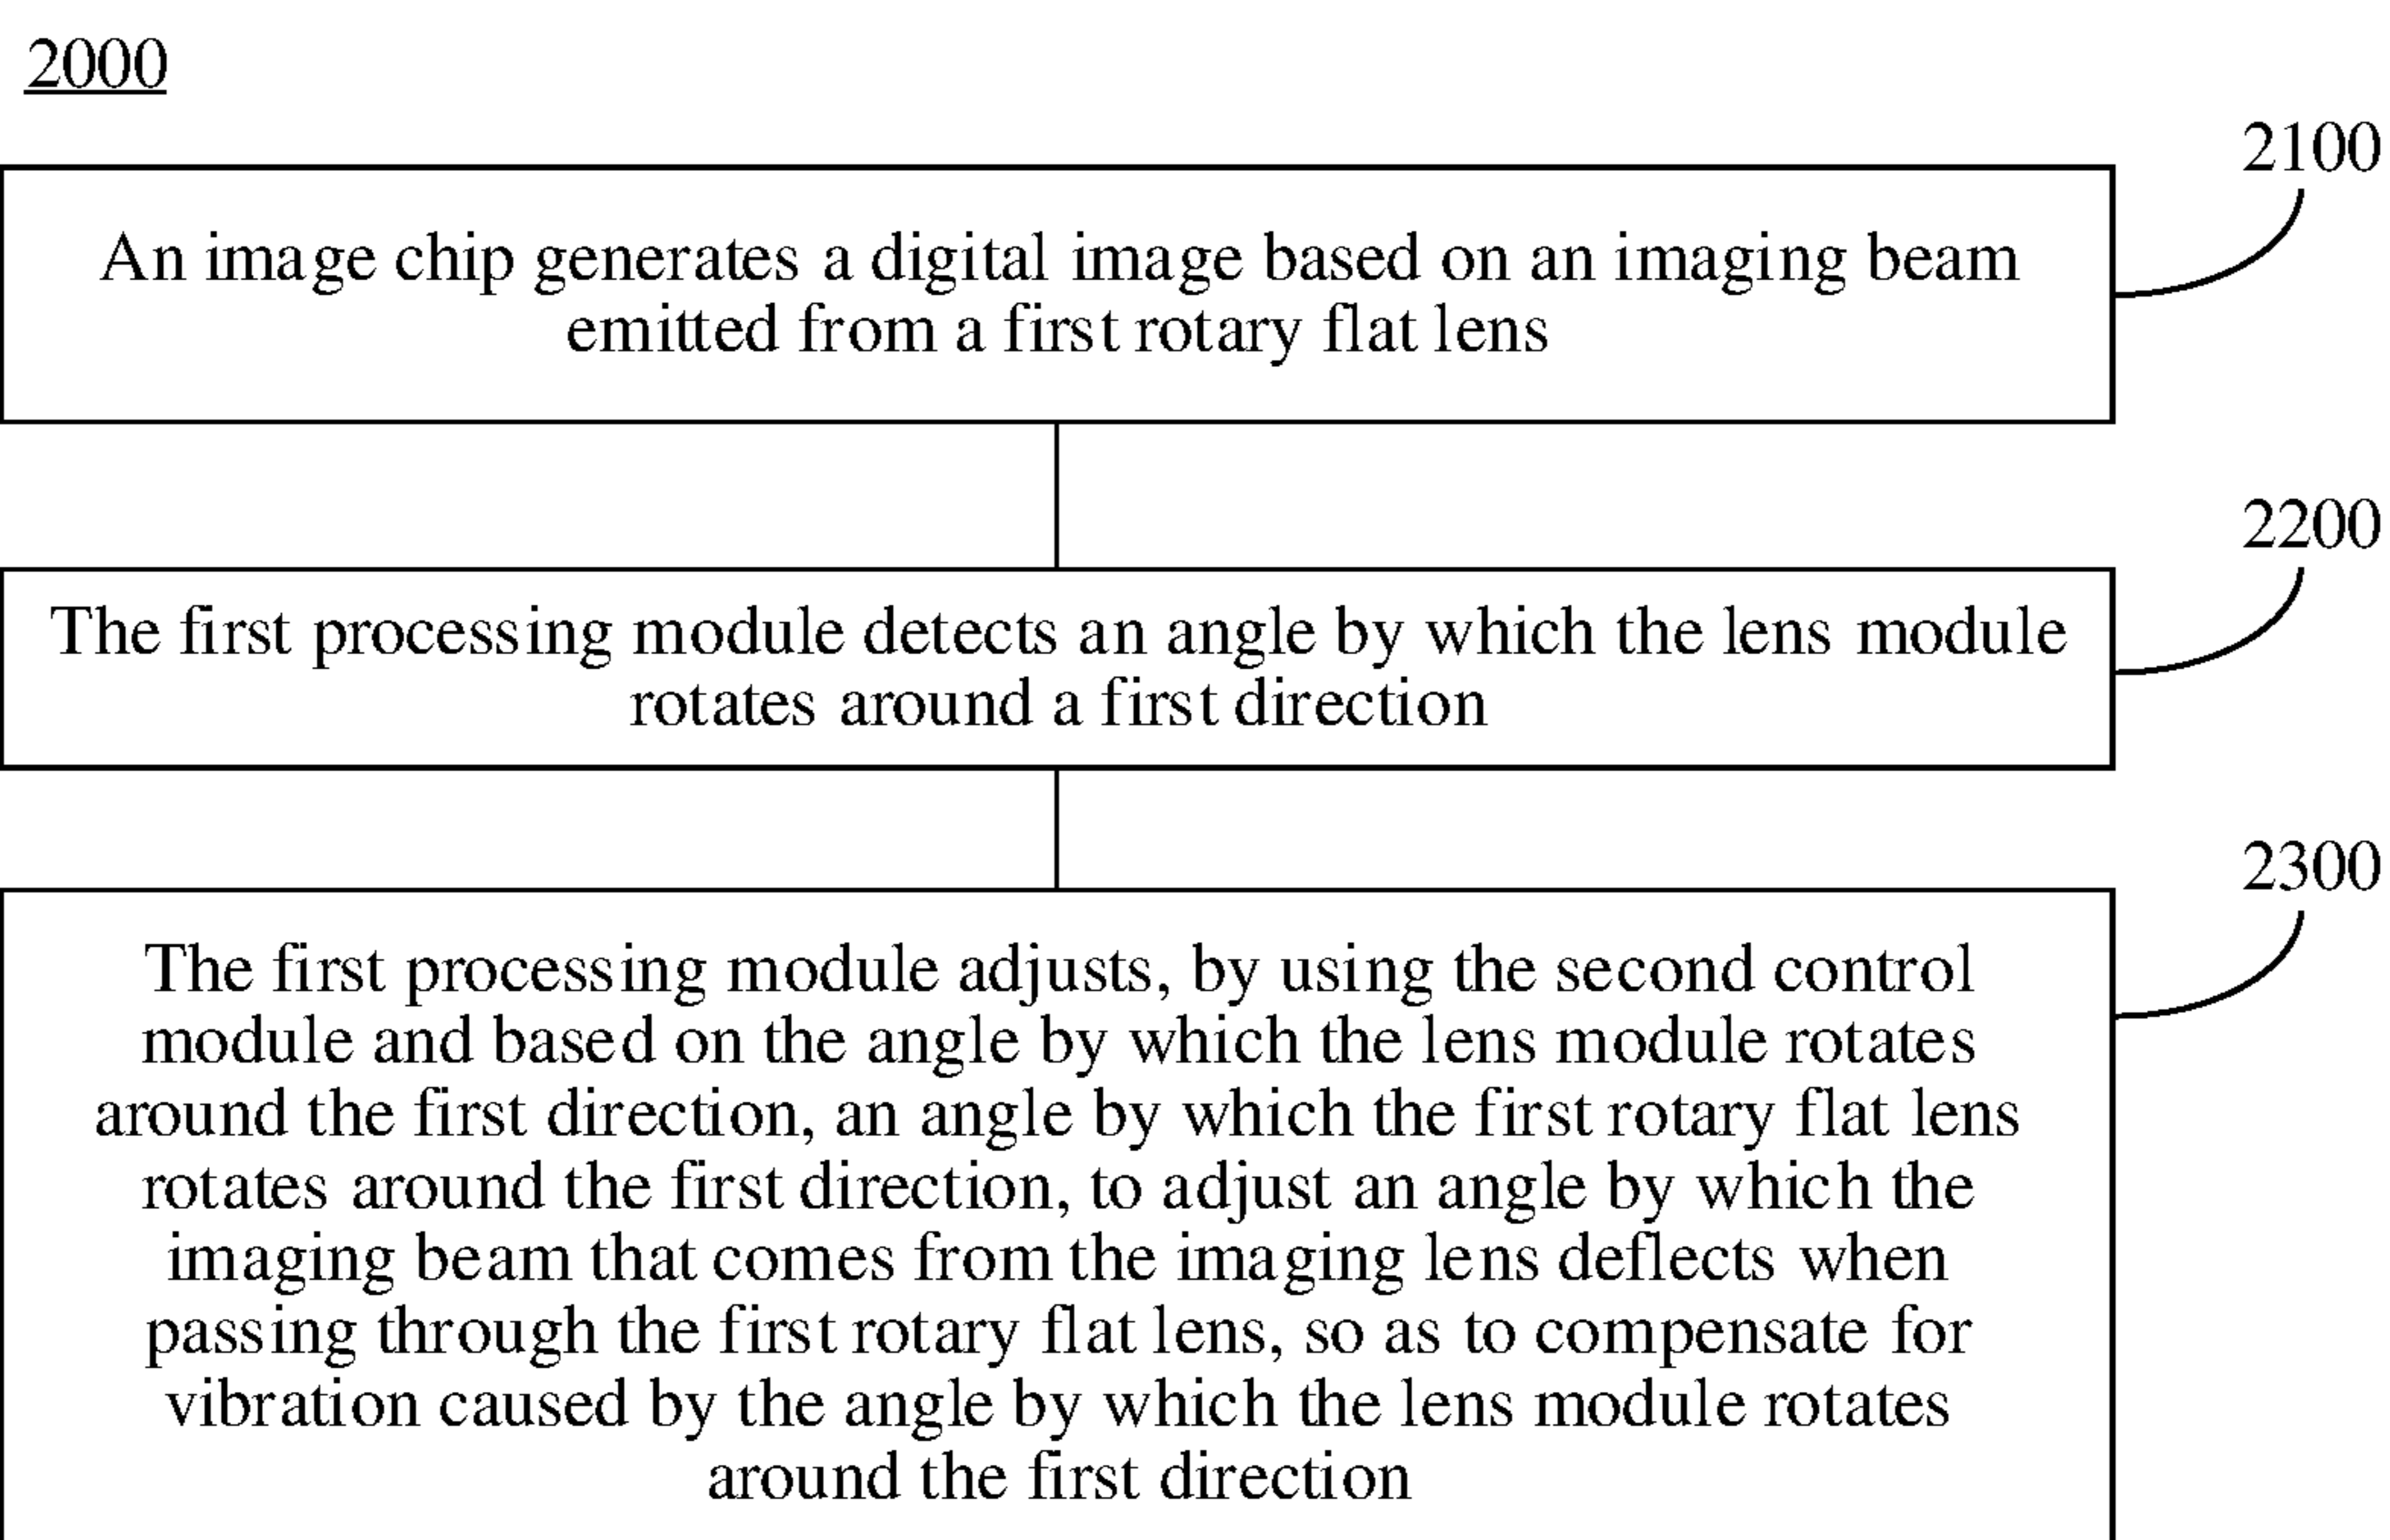 2000
2100
An image chip generates a digital image based on an imaging beam
emitted from a first rotary flat lens
2200
The first processing module detects an angle by which the lens module
rotates around a first direction
2300
The first processing module adjusts, by using the second control
module and based on the angle by which the lens module rotates
around the first direction, an angle by which the first rotary flat lens
rotates around the first direction, to adjust an angle by which the
imaging beam that comes from the imaging lens deflects when
passing through the first rotary flat lens, so as to compensate for
vibration caused by the angle by which the lens module rotates
around the first direction